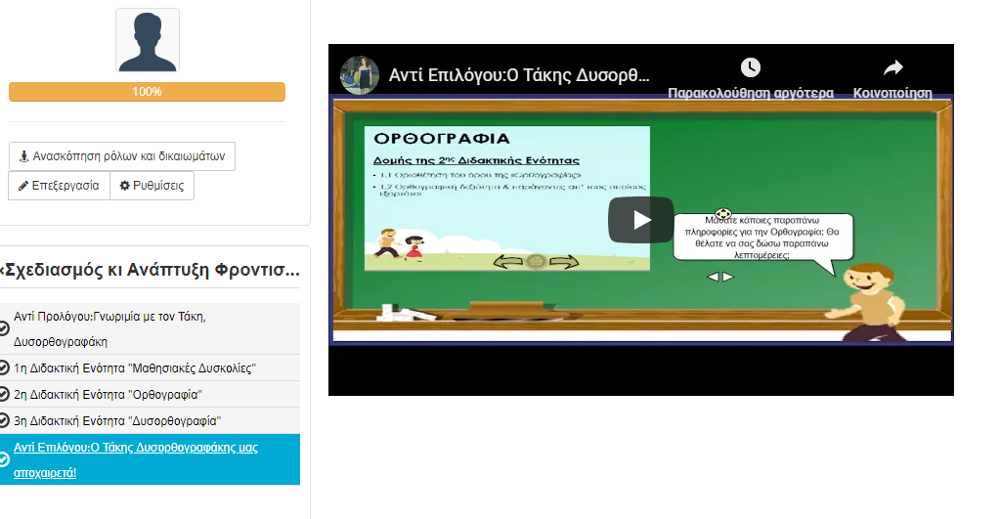 100%
Ανασκόπηση ρόλων και δικαιωμάτων
Επεξεργασία
Ρυθμίσεις
«Σχεδιασμός κι Ανάπτυξη Φροντισ...
Αντί Προλόγου:Γνωριμία με τον Τάκη,
Δυσορθογραφάκη
1η Διδακτική Ενότητα "Μαθησιακές Δυσκολίες"
2η Διδακτική Ενότητα "Ορθογραφία"
3η Διδακτική Ενότητα "Δυσορθογραφία"
Αντί Επιλόγου:Ο Τάκης Δυσορθογραφάκης μας
αποχαιρετά!
Αντί Επιλόγου:Ο Τάκης Δυσορθ...
Παρακολούθηση αργότερα
Κοινοποίηση
ΟΡΘΟΓΡΑΦΙΑ
Δομής της 2ης Διδακτικής Ενότητας
- 1.1 Οριοθέτηση του όρου της «Ορθογραφίας».
- 1.2 Ορθογραφική δεξιότητα & παράγοντες απ' τους οποίους
εξαρτάται
Μάθατε κάποιες παραπάνω
πληροφορίες για την Ορθογραφία; Θα
θέλατε να σας δώσω παραπάνω
λεπτομέρειες;